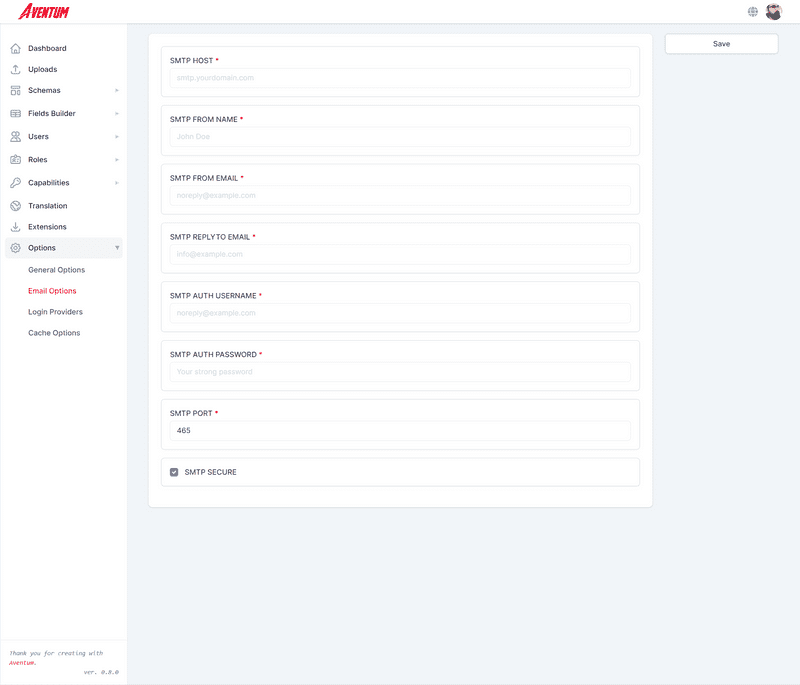 AVENTUM
Dashboard
Uploads
Schemas
Fields Builder
Users
Roles
Capabilities
Translation
Extensions
Options
General Options
Email Options
Login Providers
Cache Options
Thank you for creating with
Aventum.
ver. 0.8.0
SMTP HOST *
smtp.yourdomain.com
SMTP FROM NAME *
John Doe
SMTP FROM EMAIL *
noreply@example.com
SMTP REPLYTO EMAIL *
info@example.com
SMTP AUTH USERNAME *
noreply@example.com
SMTP AUTH PASSWORD *
Your strong password
SMTP PORT *
465
SMTP SECURE
Save